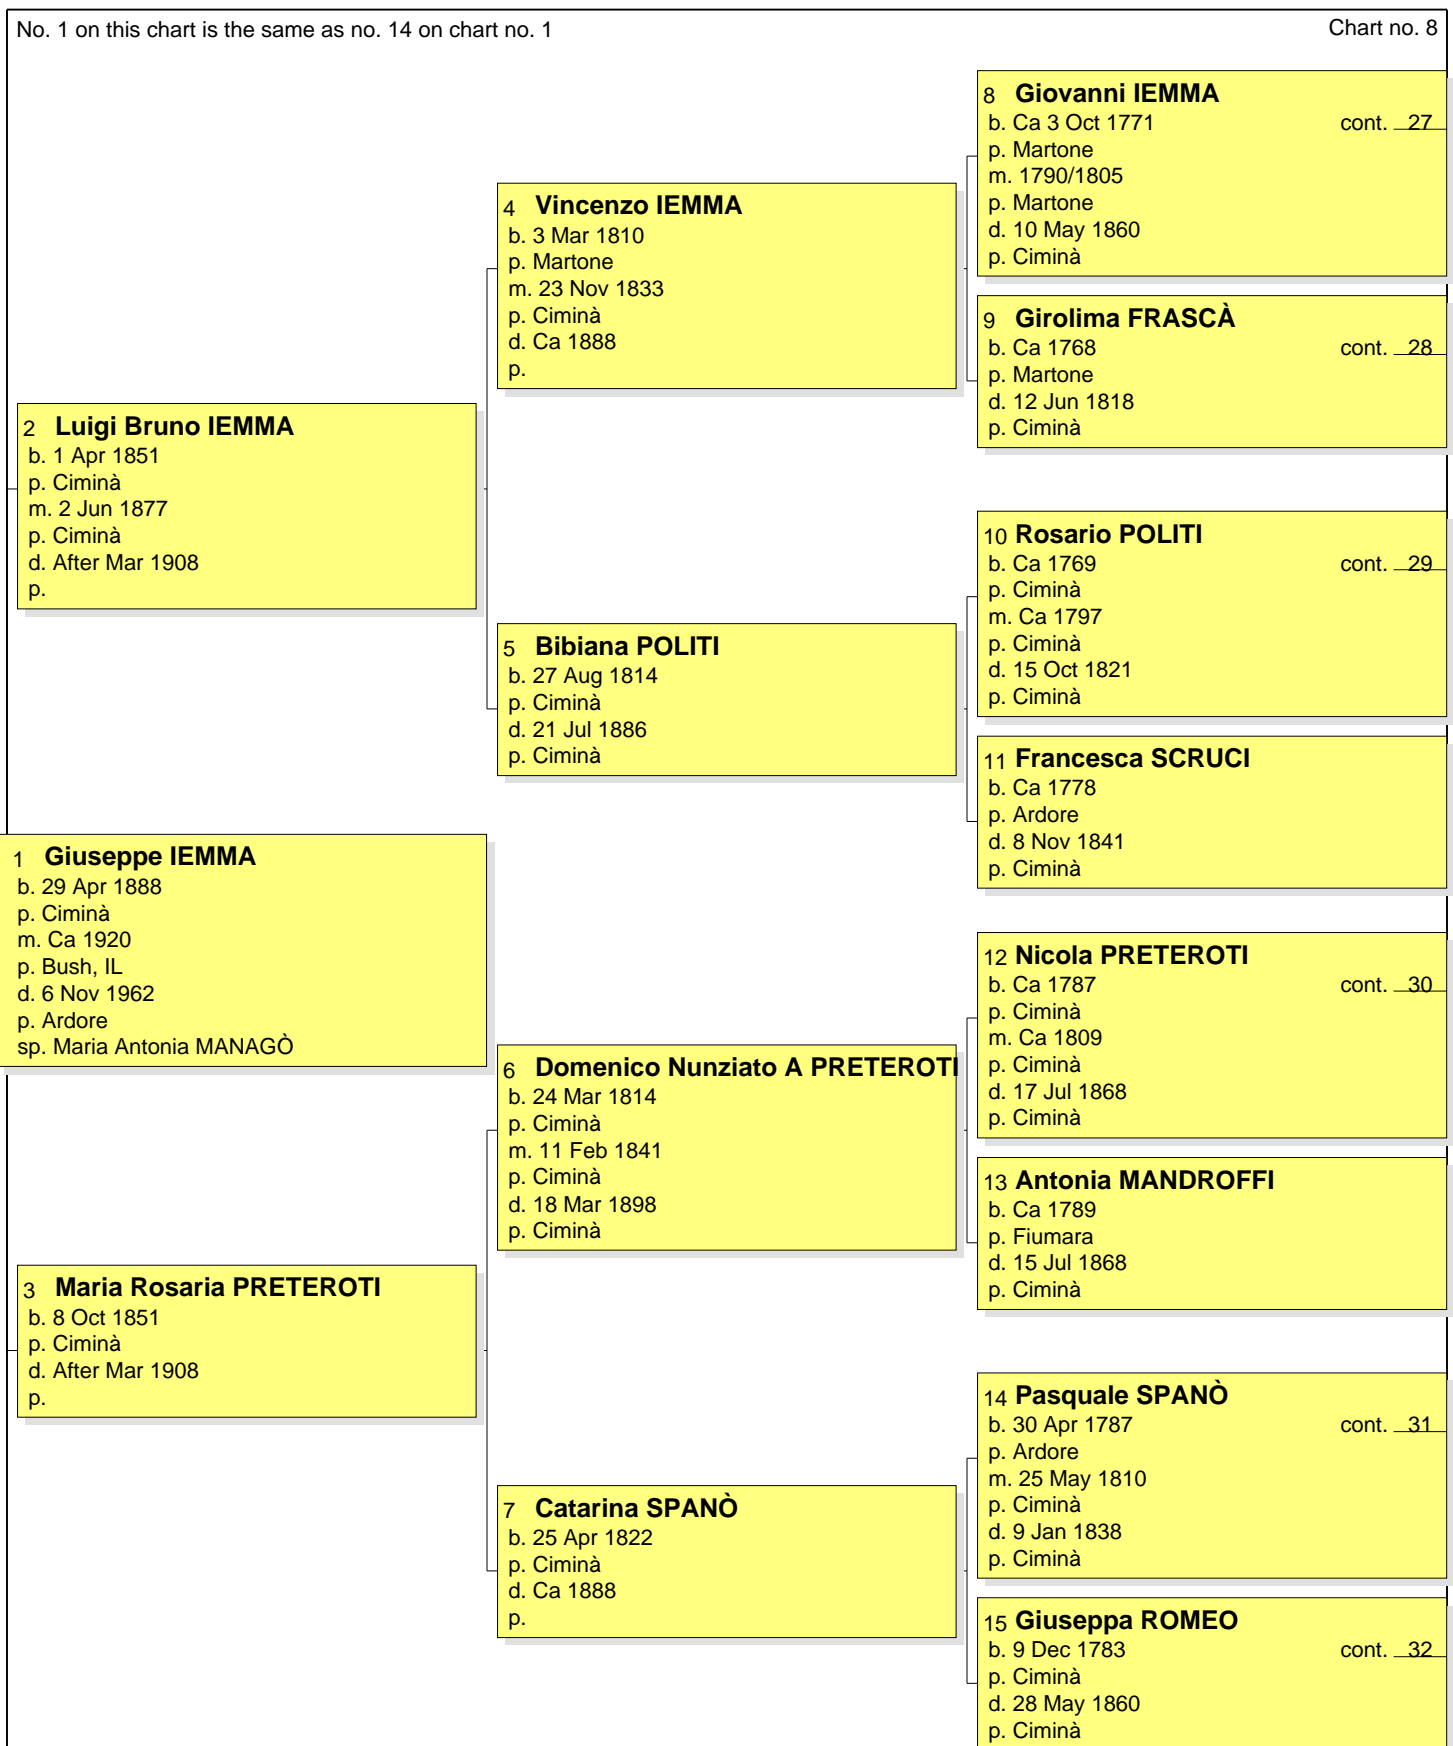 No. 1 on this chart is the same as no. 14 on chart no. 1
Chart no. 8
8 Giovanni IEMMA
b. Ca 3 Oct 1771 cont. 27
p. Martone
m. 1790/1805
p. Martone
d. 10 May 1860
p. Ciminà
4 Vincenzo IEMMA
b. 3 Mar 1810
p. Martone
m. 23 Nov 1833
p. Ciminà
d. Ca 1888
p.
9 Girolima FRASCÀ
b. Ca 1768 cont. 28
p. Martone
d. 12 Jun 1818
p. Ciminà
2 Luigi Bruno IEMMA
b. 1 Apr 1851
p. Ciminà
m. 2 Jun 1877
p. Ciminà
d. After Mar 1908
p.
10 Rosario POLITI
b. Ca 1769 cont. 29
p. Ciminà
m. Ca 1797
p. Ciminà
d. 15 Oct 1821
p. Ciminà
5 Bibiana POLITI
b. 27 Aug 1814
p. Ciminà
d. 21 Jul 1886
p. Ciminà
11 Francesca SCRUCI
b. Ca 1778
p. Ardore
d. 8 Nov 1841
p. Ciminà
1 Giuseppe IEMMA
b. 29 Apr 1888
p. Ciminà
m. Ca 1920
p. Bush, IL
d. 6 Nov 1962
p. Ardore
sp. Maria Antonia MANAGÒ
12 Nicola PRETEROTI
b. Ca 1787 cont. 30
p. Ciminà
m. Ca 1809
p. Ciminà
d. 17 Jul 1868
p. Ciminà
6 Domenico Nunziato A PRETEROTI
b. 24 Mar 1814
p. Ciminà
m. 11 Feb 1841
p. Ciminà
d. 18 Mar 1898
p. Ciminà
13 Antonia MANDROFFI
b. Ca 1789
p. Fiumara
d. 15 Jul 1868
p. Ciminà
3 Maria Rosaria PRETEROTI
b. 8 Oct 1851
p. Ciminà
d. After Mar 1908
p.
14 Pasquale SPANÒ
b. 30 Apr 1787 cont. 31
p. Ardore
m. 25 May 1810
p. Ciminà
d. 9 Jan 1838
p. Ciminà
7 Catarina SPANÒ
b. 25 Apr 1822
p. Ciminà
d. Ca 1888
p.
15 Giuseppa ROMEO
b. 9 Dec 1783 cont. 32
p. Ciminà
d. 28 May 1860
p. Ciminà